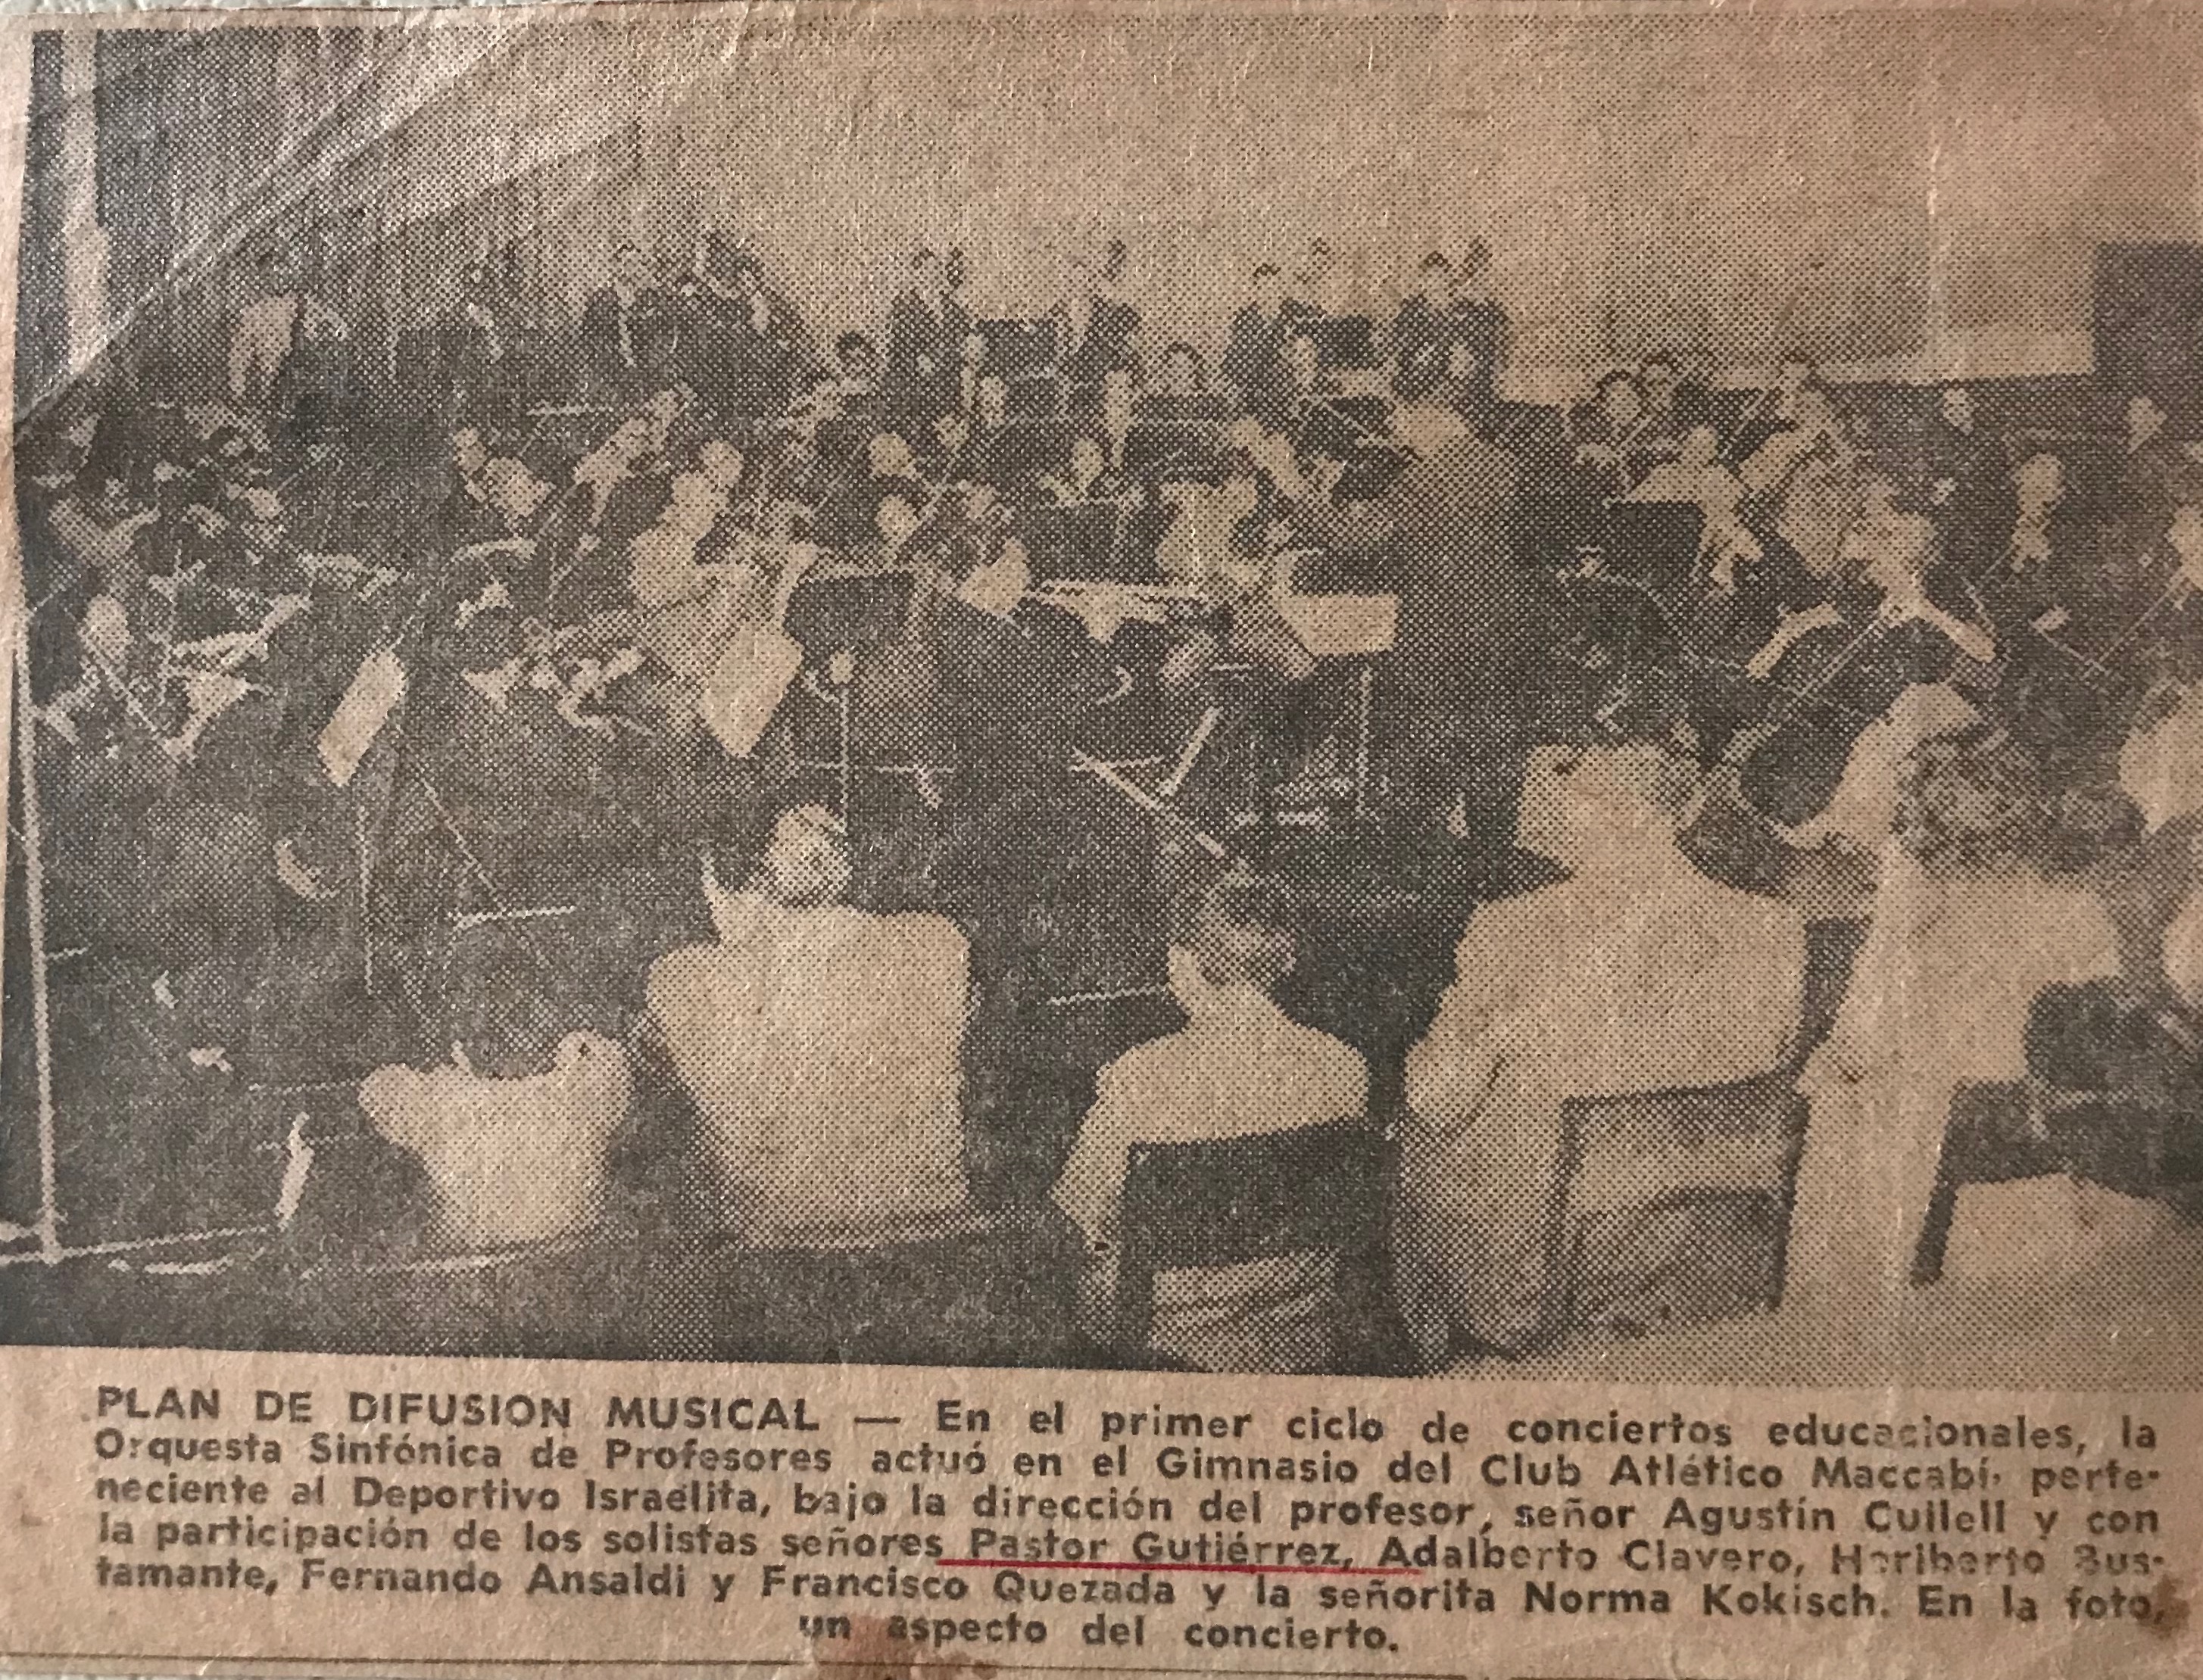 PLAN DE DIFUSION MUSICAL — En el primer ciclo de conciertos educacionales, la
Orquesta Sinfónica de Profesores actuó en el Gimnasio del Club Atlético Maccabí, perte-
neciente al Deportivo Israelita, bajo la dirección del profesor, señor Agustín Cullell y con
la participación de los solistas señores Pastor Gutiérrez, Adalberto Clavero, Heriberto Bus-
tamante, Fernando Ansaldi y Francisco Quezada y la señorita Norma Kokisch. En la foto,
un aspecto del concierto.